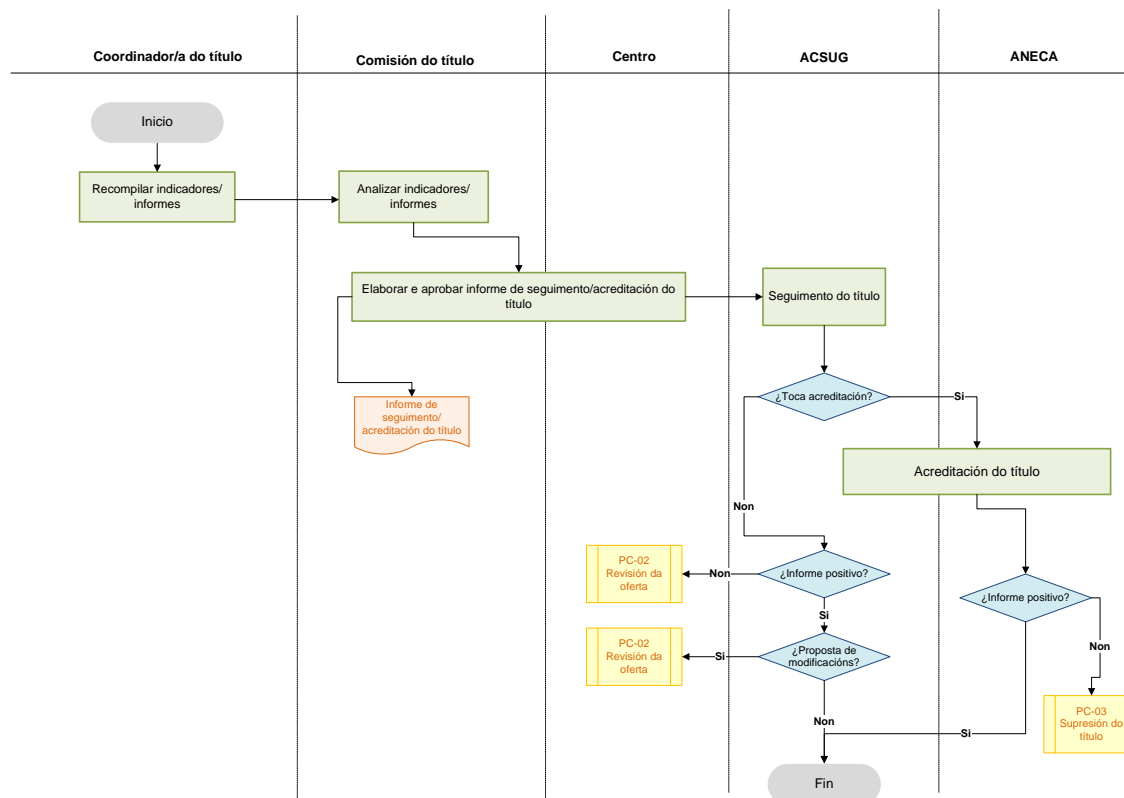 Coordinador/a do título
Comisión do título
Centro
ACSUG
ANECA
Inicio
Recompilar indicadores/
informes
Analizar indicadores/
informes
Elaborar e aprobar informe de seguimento/acreditación do
título
Seguimento do título
Informe de
seguimento/
acreditación do título
¿Toca acreditación?
Si
Acreditación do título
Non
PC-02
Revisión da
oferta
Non
¿Informe positivo?
¿Informe positivo?
Si
Non
PC-02
Revisión da
oferta
Si
¿Proposta de
modificacións?
PC-03
Supresión do
título
Non
Si
Fin